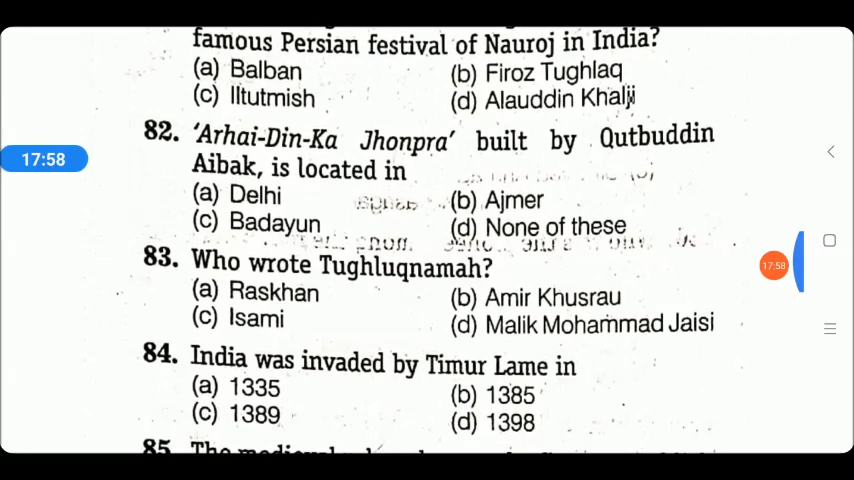 famous Persian festival of Nauroj in India?
(a) Balban (b) Firoz Tughlaq
(c) Iltutmish (d) Alauddin Khalji
82. 'Arhai-Din-Ka Jhonpra' built by Qutbuddin
Aibak, is located in
(a) Delhi (b) Ajmer
(c) Badayun (d) None of these
83. Who wrote Tughluqnamah?
(a) Raskhan (b) Amir Khusrau
(c) Isami (d) Malik Mohammad Jaisi
84. India was invaded by Timur Lame in
(a) 1335 (b) 1385
(c) 1389 (d) 1398
85. The
17:58
17:58